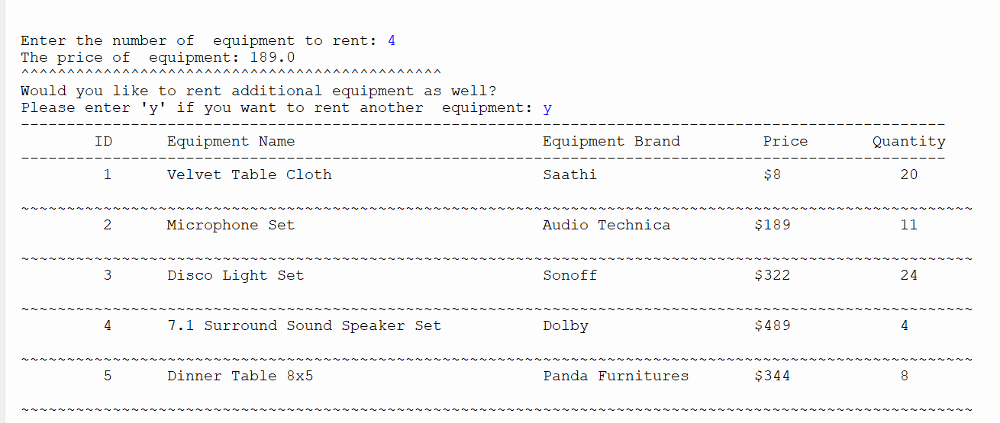 Enter the number of  equipment to rent: 4
The price of  equipment: 189.0
^^^^^^^^^^^^^^^^^^^^^^^^^^^^^^^^^^^^^^^^^^^^^^
Would you like to rent additional equipment as well?
Please enter 'y' if you want to rent another  equipment: y
-----------------------------------------------------------------------------------------------------
ID Equipment Name Equipment Brand Price Quantity
-----------------------------------------------------------------------------------------------------
1 Velvet Table Cloth Saathi $8 20
~~~~~~~~~~~~~~~~~~~~~~~~~~~~~~~~~~~~~~~~~~~~~~~~~~~~~~~~~~~~~~~~~~~~~~~~~~~~~~~~~~~~~~~~~~~~~~~~~~~~~~~~
2 Microphone Set Audio Technica $189 11
~~~~~~~~~~~~~~~~~~~~~~~~~~~~~~~~~~~~~~~~~~~~~~~~~~~~~~~~~~~~~~~~~~~~~~~~~~~~~~~~~~~~~~~~~~~~~~~~~~~~~~~~
3 Disco Light Set Sonoff $322 24
~~~~~~~~~~~~~~~~~~~~~~~~~~~~~~~~~~~~~~~~~~~~~~~~~~~~~~~~~~~~~~~~~~~~~~~~~~~~~~~~~~~~~~~~~~~~~~~~~~~~~~~~
4 7.1 Surround Sound Speaker Set Dolby $489 4
~~~~~~~~~~~~~~~~~~~~~~~~~~~~~~~~~~~~~~~~~~~~~~~~~~~~~~~~~~~~~~~~~~~~~~~~~~~~~~~~~~~~~~~~~~~~~~~~~~~~~~~~
5 Dinner Table 8x5 Panda Furnitures $344 8
~~~~~~~~~~~~~~~~~~~~~~~~~~~~~~~~~~~~~~~~~~~~~~~~~~~~~~~~~~~~~~~~~~~~~~~~~~~~~~~~~~~~~~~~~~~~~~~~~~~~~~~~